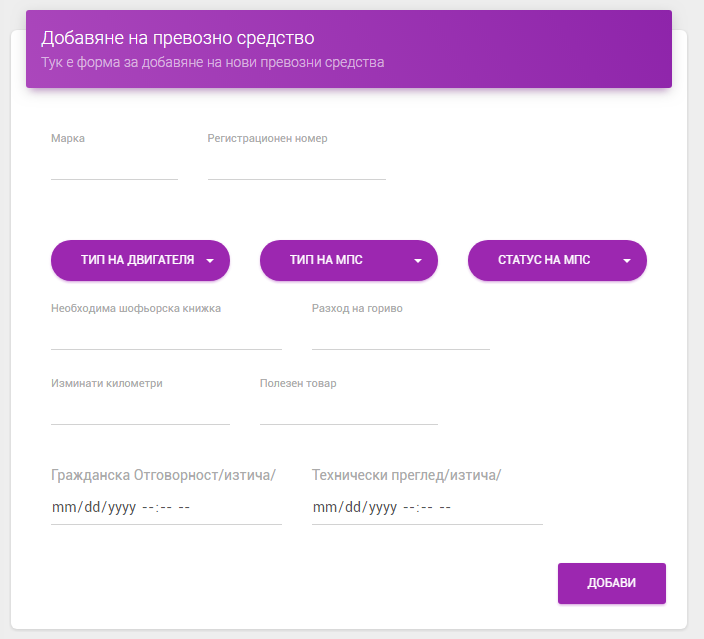 Добавяне на превозно средство
Тук е форма за добавяне на нови превозни средства
Марка Регистрационен номер
ТИП НА ДВИГАТЕЛЯ ТИП НА МПС СТАТУС НА МПС
Необходима шофьорска книжка Разход на гориво
Изминати километри Полезен товар
Гражданска Отговорност/изтича/ Технически преглед/изтича/
mm/dd/yyyy --:-- -- mm/dd/yyyy --:-- --
ДОБАВИ